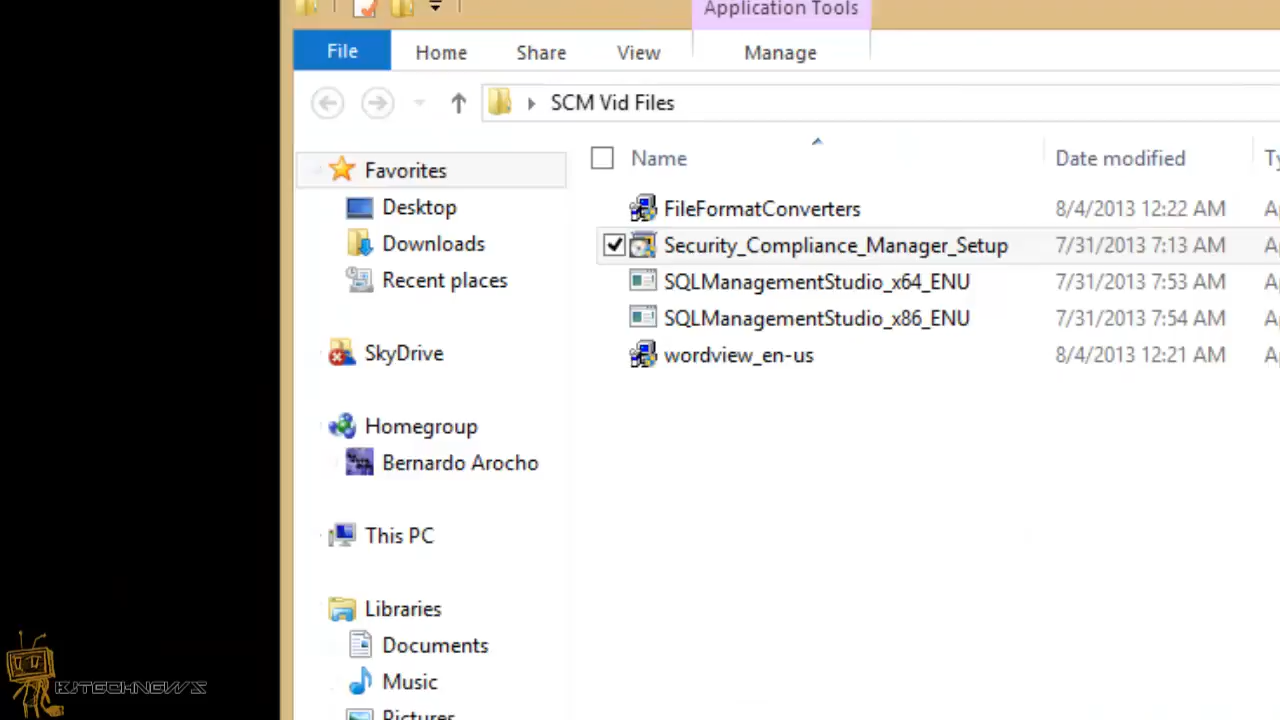 Application Tools
File Home Share View Manage
SCM Vid Files
Name Date modified
Favorites
Desktop
Downloads
Recent places
SkyDrive
Homegroup
Bernardo Arocho
This PC
Libraries
Documents
Music
Pictures
FileFormatConverters 8/4/2013 12:22 AM
Security_Compliance_Manager_Setup 7/31/2013 7:13 AM
SQLManagementStudio_x64_ENU 7/31/2013 7:53 AM
SQLManagementStudio_x86_ENU 7/31/2013 7:54 AM
wordview_en-us 8/4/2013 12:21 AM